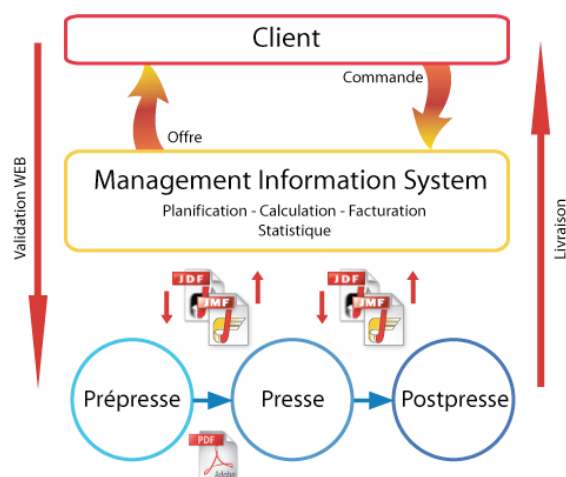 Client
Commande
Offre
Validation WEB
Management Information System
Planification - Calculation - Facturation
Statistique
Livraison
JDF
JMF
JDF
JMF
Prépresse
Presse
Postpresse
PDF
Adobe